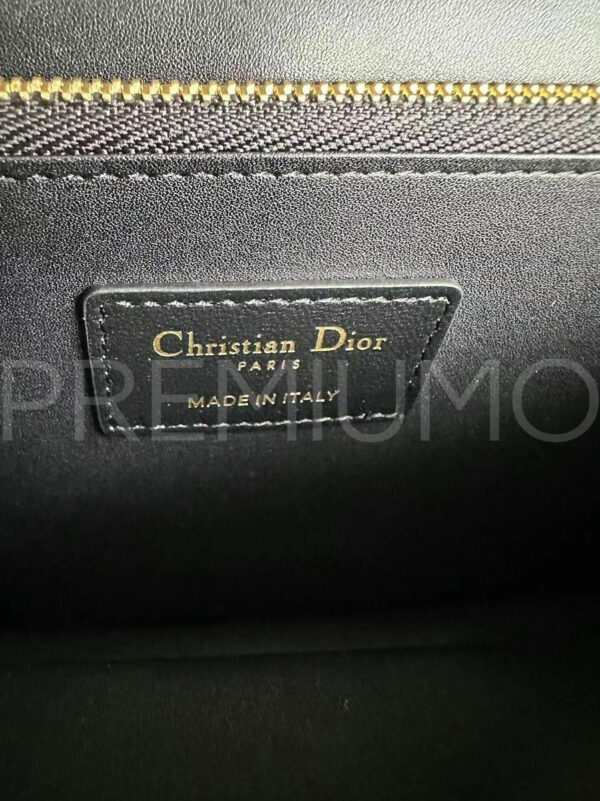 Christian Dior
PARIS
MADE IN ITALY
PREMIUMO